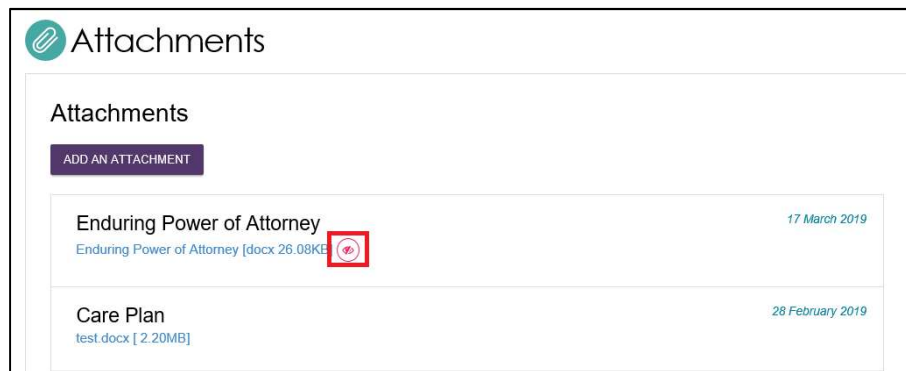 Attachments
Attachments
ADD AN ATTACHMENT
Enduring Power of Attorney
17 March 2019
Enduring Power of Attorney [docx 26.08KB]
Care Plan
28 February 2019
test.docx [ 2.20MB]